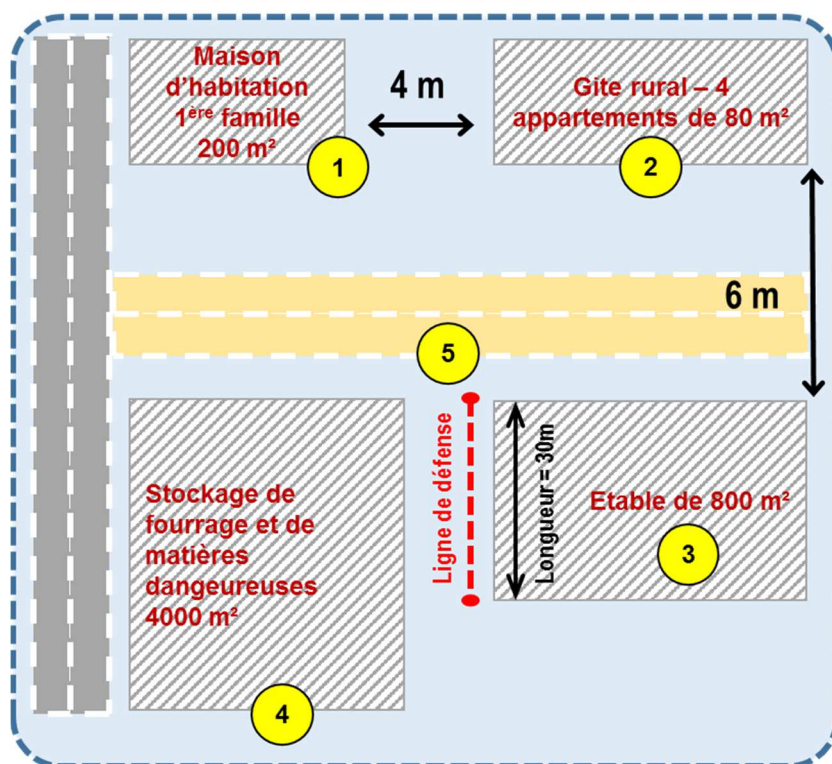 Maison
d'habitation
1ère famille
200 m²
1
4 m
Gite rural – 4
appartements de 80 m²
2
6 m
5
Stockage de
fourrage et de
matières
dangeureuses
4000 m²
4
Ligne de défense
Longueur = 30m
Etable de 800 m²
3